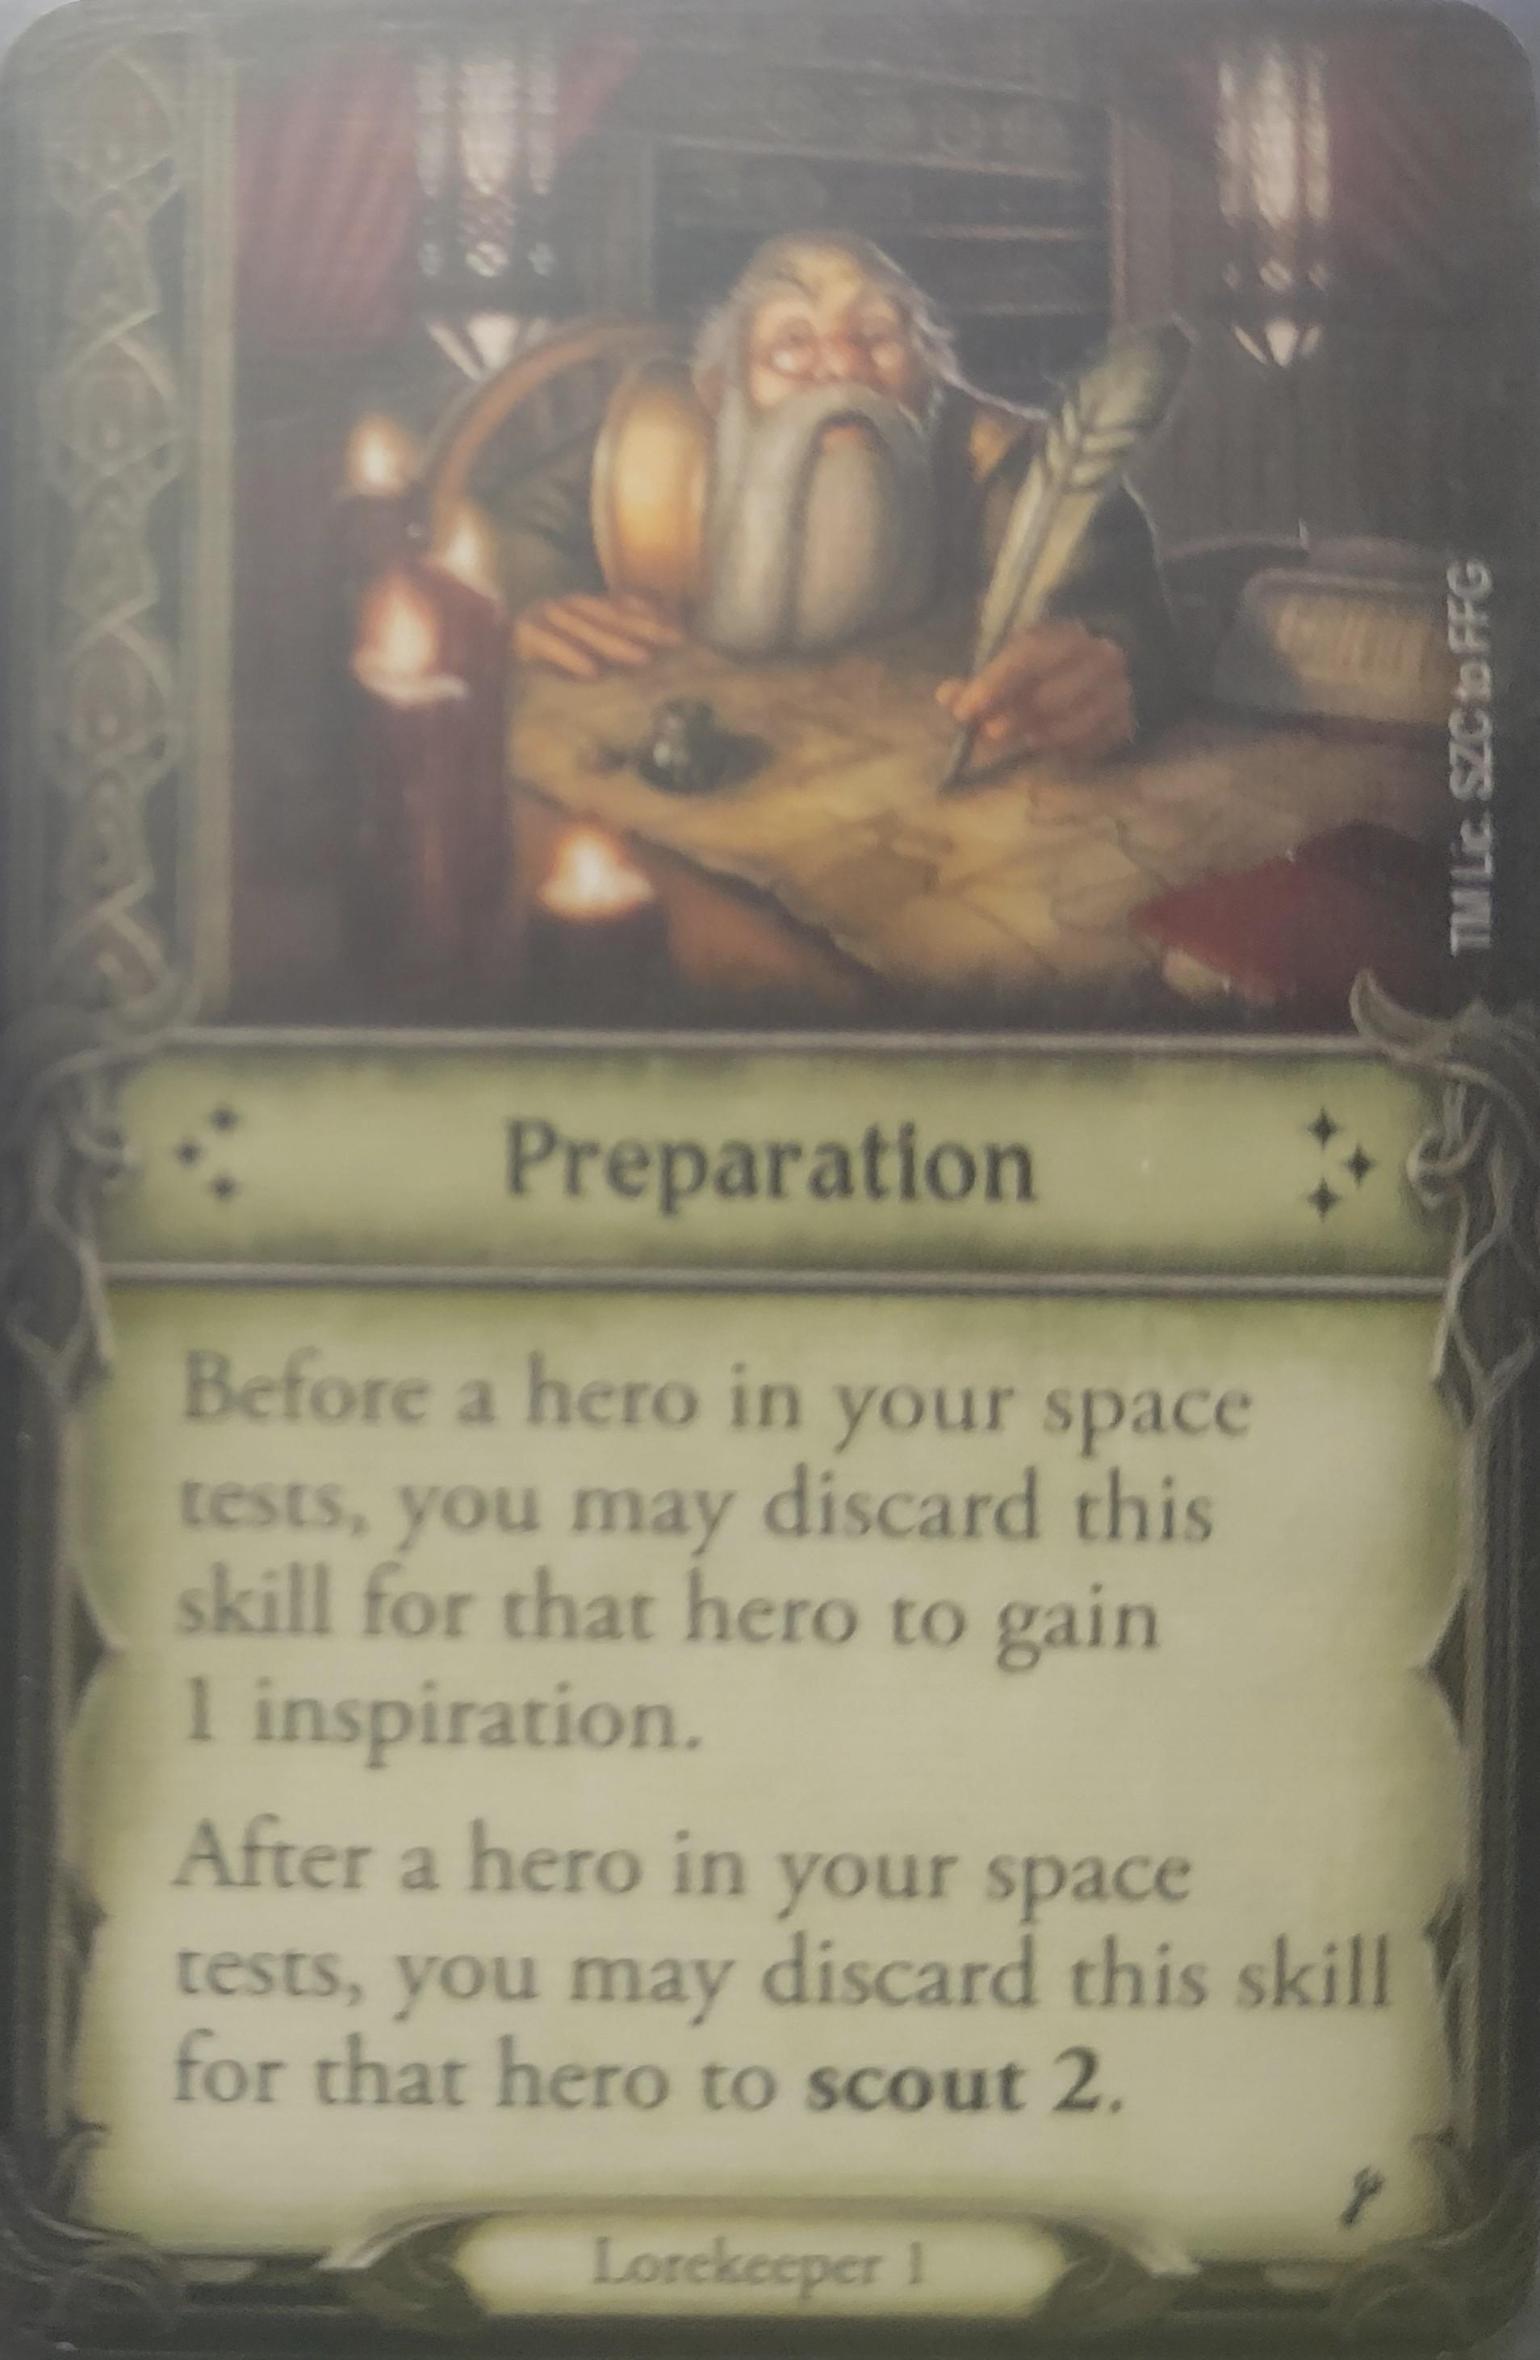 TM Lic. SZC to FFG
Preparation
Before a hero in your space
tests, you may discard this
skill for that hero to gain
1 inspiration.
After a hero in your space
tests, you may discard this skill
for that hero to scout 2.
Lorekeeper 1